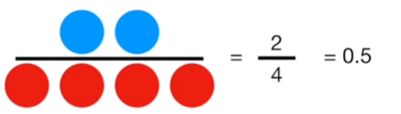 = 2/4 = 0.5